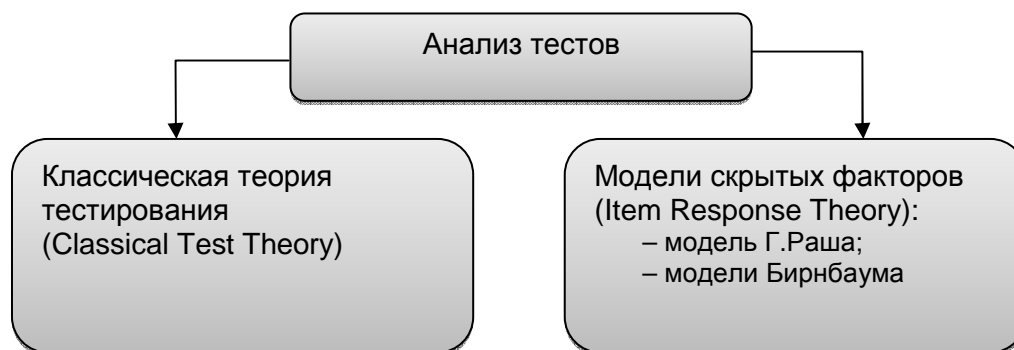 Анализ тестов
Классическая теория
тестирования
(Classical Test Theory)
Модели скрытых факторов
(Item Response Theory):
– модель Г.Раша;
– модели Бирнбаума